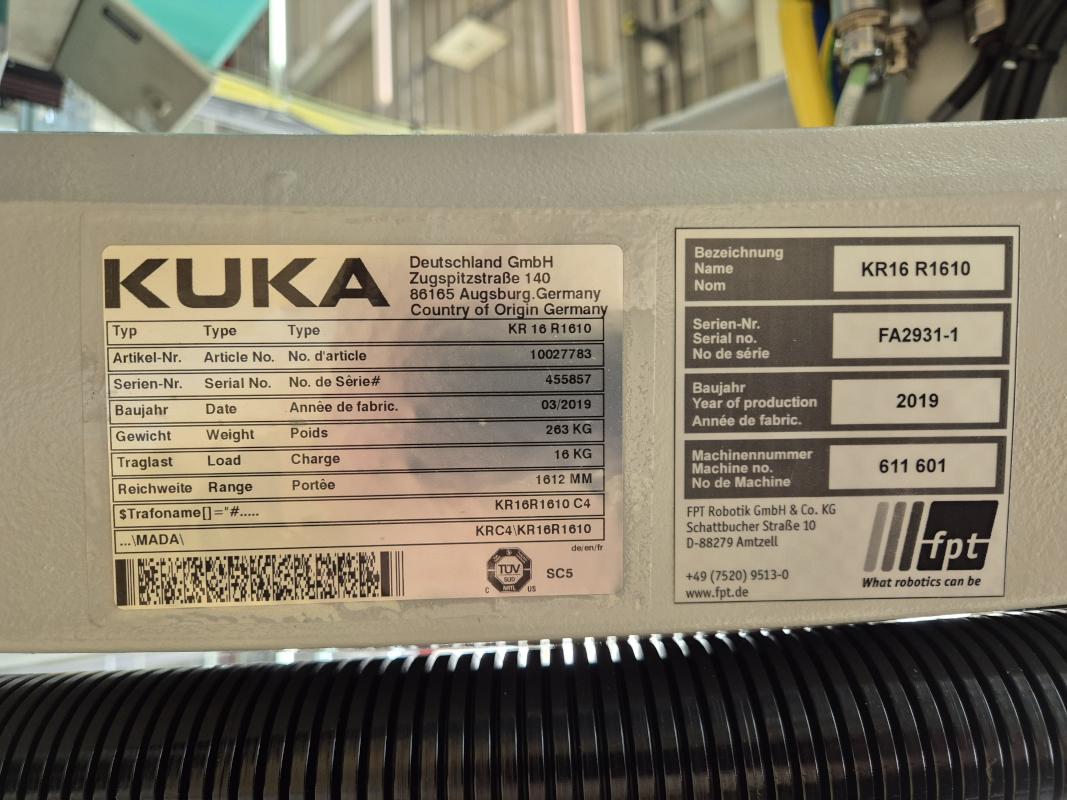 KUKA
Deutschland GmbH
Zugspitzstraße 140
86165 Augsburg.Germany
Country of Origin Germany
Typ Type Type KR 16 R1610
Artikel-Nr. Article No. No. d'article 10027783
Serien-Nr. Serial No. No. de Sêrie# 455857
Baujahr Date Annêe de fabric. 03/2019
Gewicht Weight Poids 263 KG
Traglast Load Charge 16 KG
Reichweite Range Portêe 1612 MM
$Trafoname[]="#..... KR16R1610 C4
...\MADA\ KRC4\KR16R1610
de/en/fr
TÜV
SÜD
NRTL
C US
SC5
Bezeichnung
Name
Nom
KR16 R1610
Serien-Nr.
Serial no.
No de série
FA2931-1
Baujahr
Year of production
Année de fabric.
2019
Machinennummer
Machine no.
No de Machine
611 601
FPT Robotik GmbH & Co. KG
Schattbucher Straße 10
D-88279 Amtzell
+49 (7520) 9513-0
www.fpt.de
fpt
What robotics can be